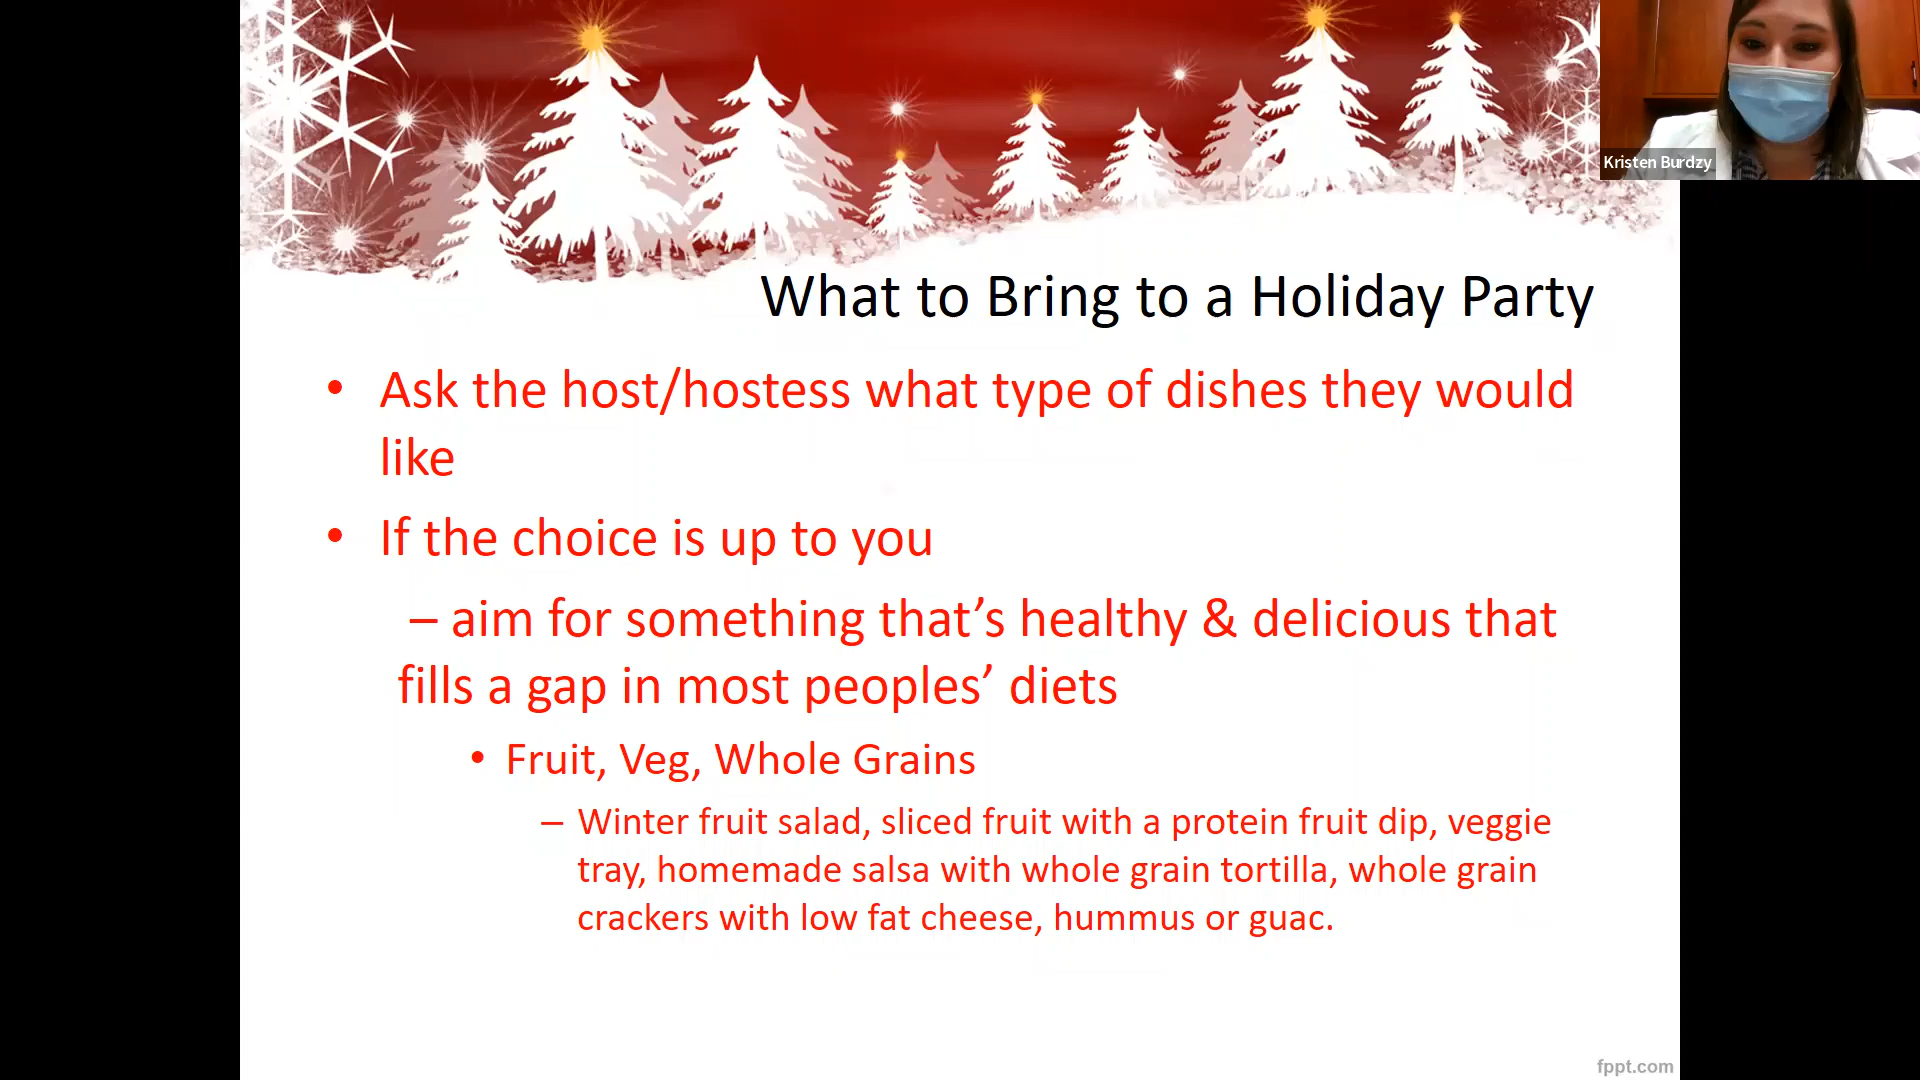 Kristen Burdzy
What to Bring to a Holiday Party
• Ask the host/hostess what type of dishes they would
like
• If the choice is up to you
– aim for something that’s healthy & delicious that
fills a gap in most peoples’ diets
• Fruit, Veg, Whole Grains
– Winter fruit salad, sliced fruit with a protein fruit dip, veggie
tray, homemade salsa with whole grain tortilla, whole grain
crackers with low fat cheese, hummus or guac.
fppt.com